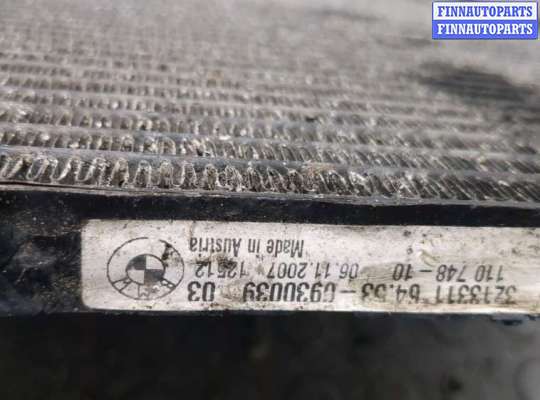 FINNAUTOPARTS
FINNAUTOPARTS
3213311 64.53-6930039 03
110 748-10 06.11.2007 12512
Made in Austria